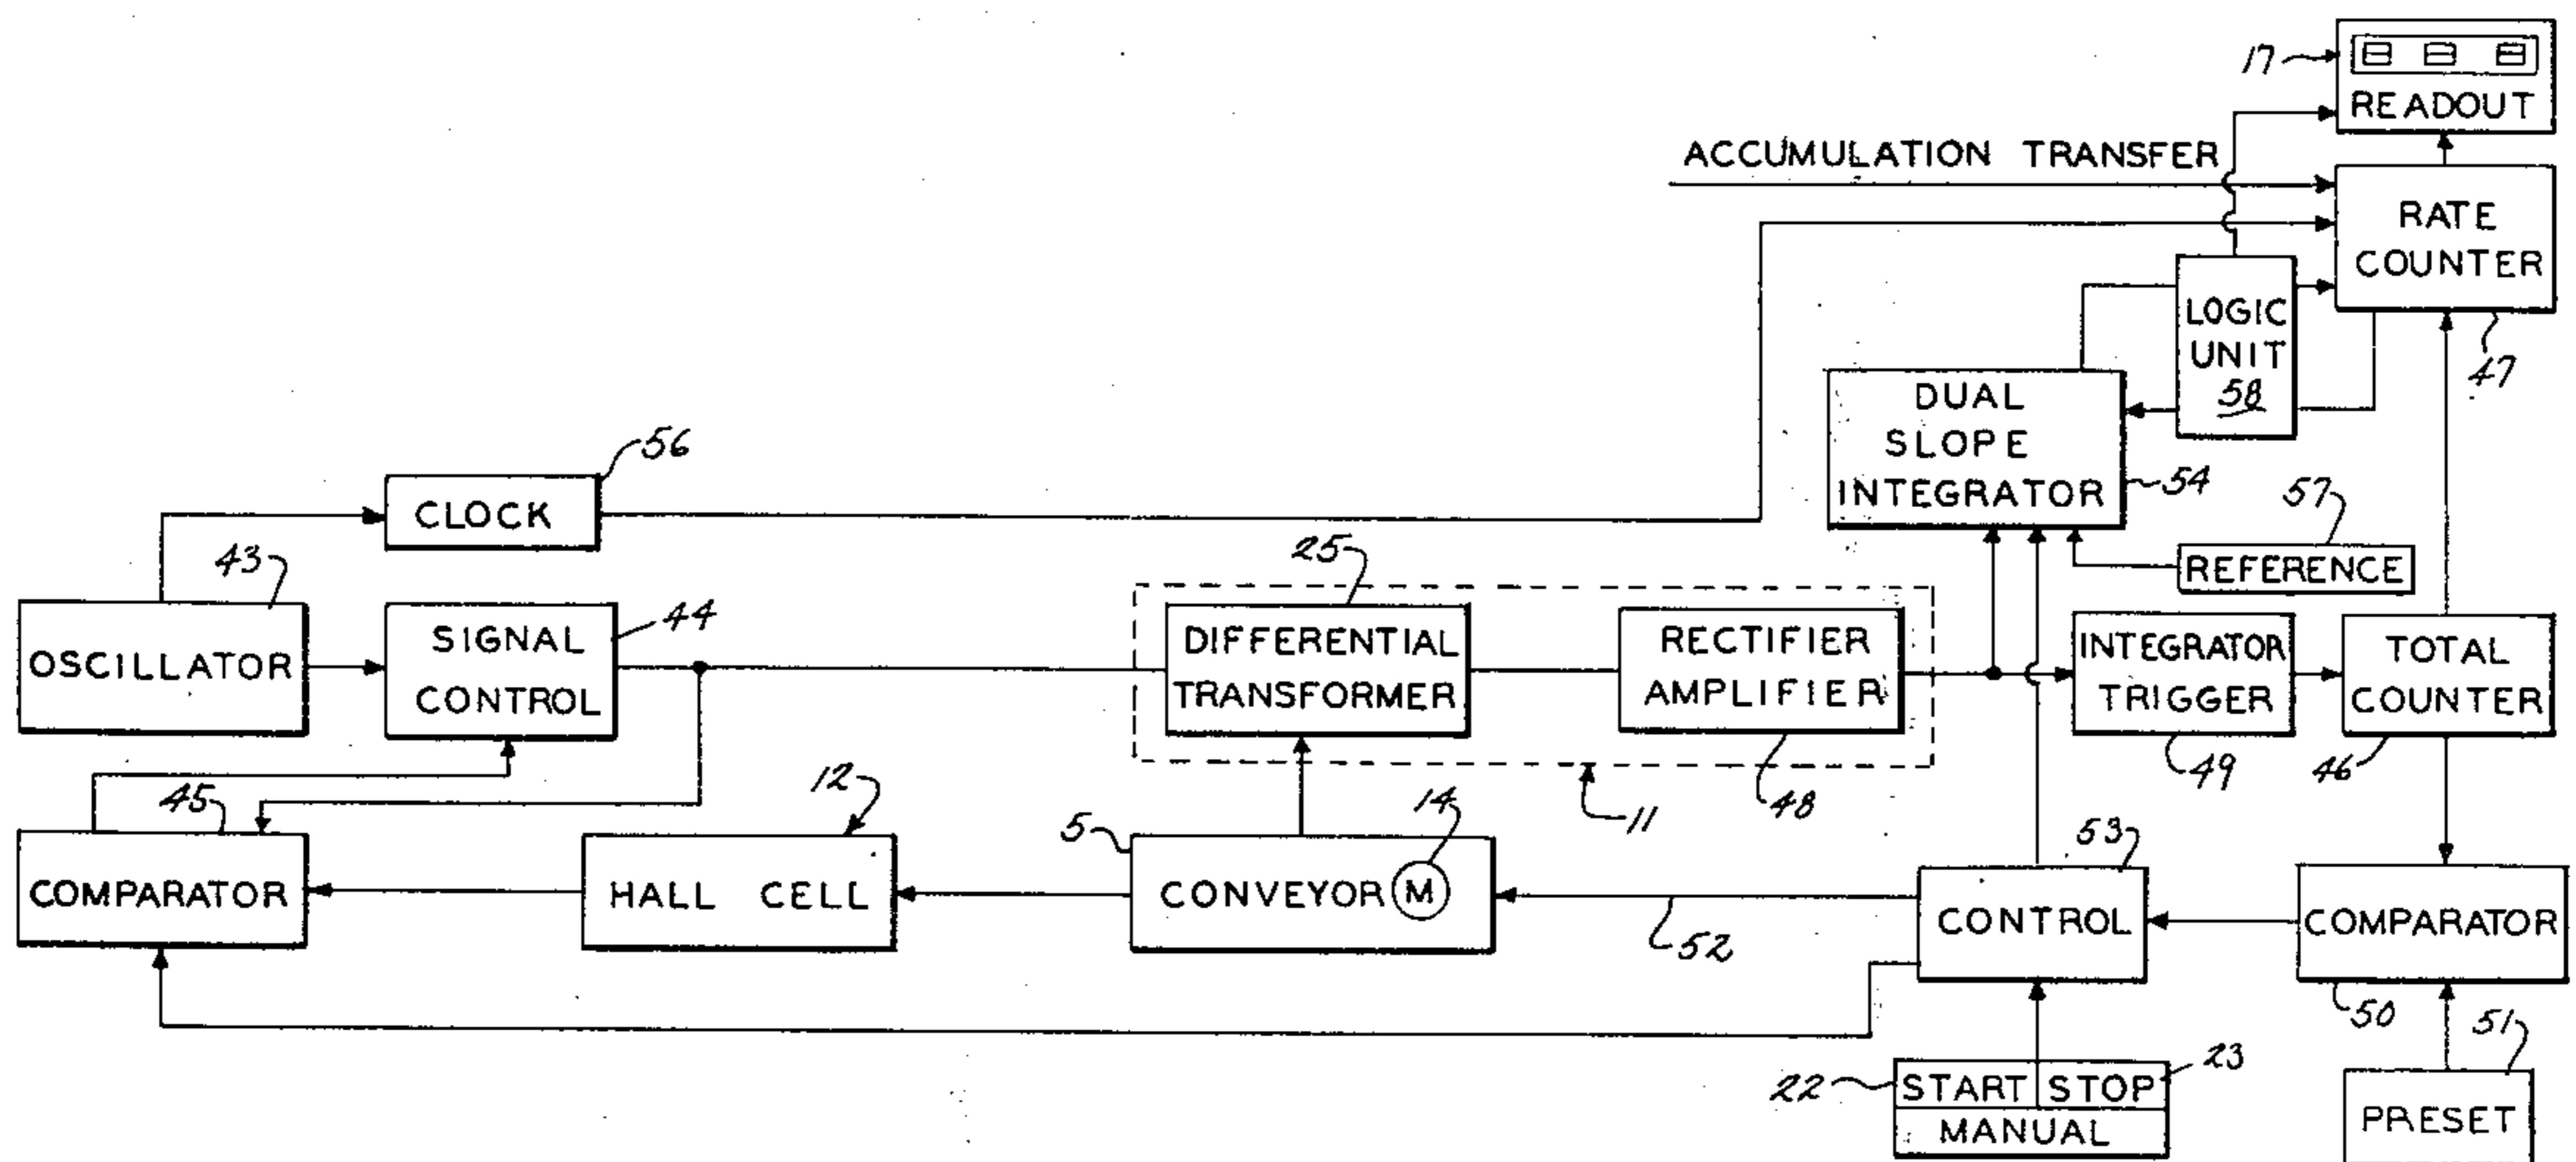 17
READOUT
ACCUMULATION TRANSFER
RATE
COUNTER
47
LOGIC
UNIT
58
DUAL
SLOPE
INTEGRATOR
54
56
CLOCK
57
REFERENCE
43
OSCILLATOR
SIGNAL
CONTROL
44
25
DIFFERENTIAL
TRANSFORMER
RECTIFIER
AMPLIFIER
48
11
INTEGRATOR
TRIGGER
49
TOTAL
COUNTER
46
45
COMPARATOR
12
HALL CELL
5
CONVEYOR M
14
52
53
CONTROL
COMPARATOR
50
51
PRESET
22
START STOP
23
MANUAL